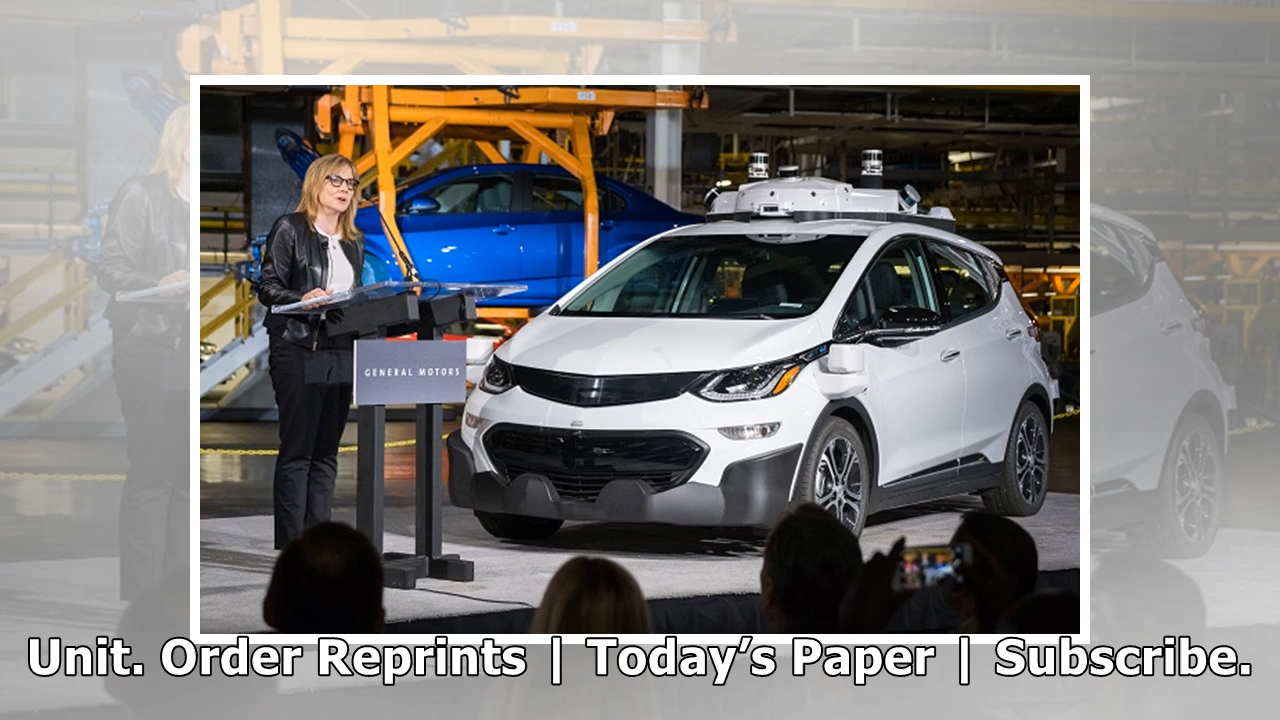 GENERAL MOTORS
Unit. Order Reprints | Today’s Paper | Subscribe.